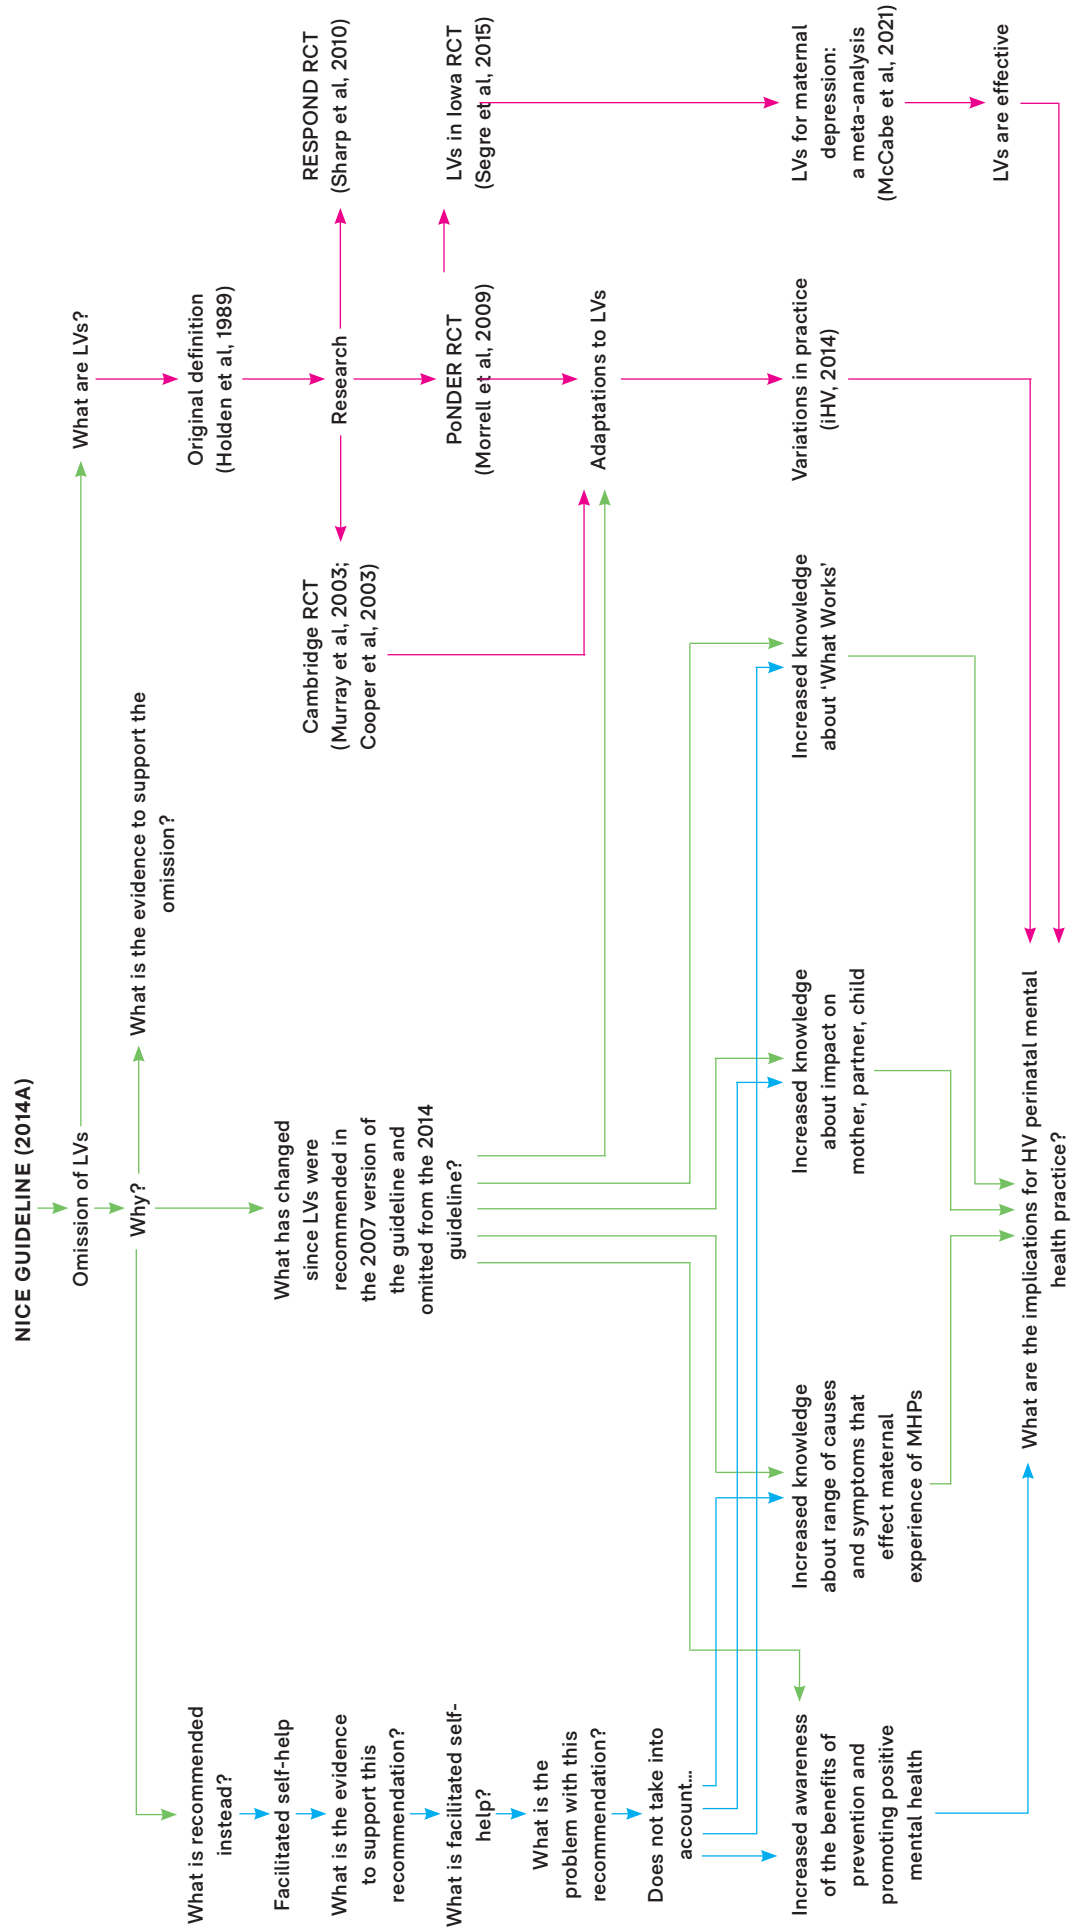 NICE GUIDELINE (2014A)
Omission of LVs
What are LVs?
Why?
What is the evidence to support the
omission?
What is recommended
instead?
Facilitated self-help
What is the evidence
to support this
recommendation?
What is facilitated self-
help?
What is the
problem with this
recommendation?
Does not take into
account...
What has changed
since LVs were
recommended in
the 2007 version of
the guideline and
omitted from the 2014
guideline?
Original definition
(Holden et al, 1989)
Research
Cambridge RCT
(Murray et al, 2003;
Cooper et al, 2003)
RESPOND RCT
(Sharp et al, 2010)
PoNDER RCT
(Morrell et al, 2009)
LVs in Iowa RCT
(Segre et al, 2015)
Adaptations to LVs
Increased awareness
of the benefits of
prevention and
promoting positive
mental health
Increased knowledge
about range of causes
and symptoms that
effect maternal
experience of MHPs
Increased knowledge
about impact on
mother, partner, child
Increased knowledge
about ‘What Works’
Variations in practice
(iHV, 2014)
LVs for maternal
depression:
a meta-analysis
(McCabe et al, 2021)
LVs are effective
What are the implications for HV perinatal mental
health practice?